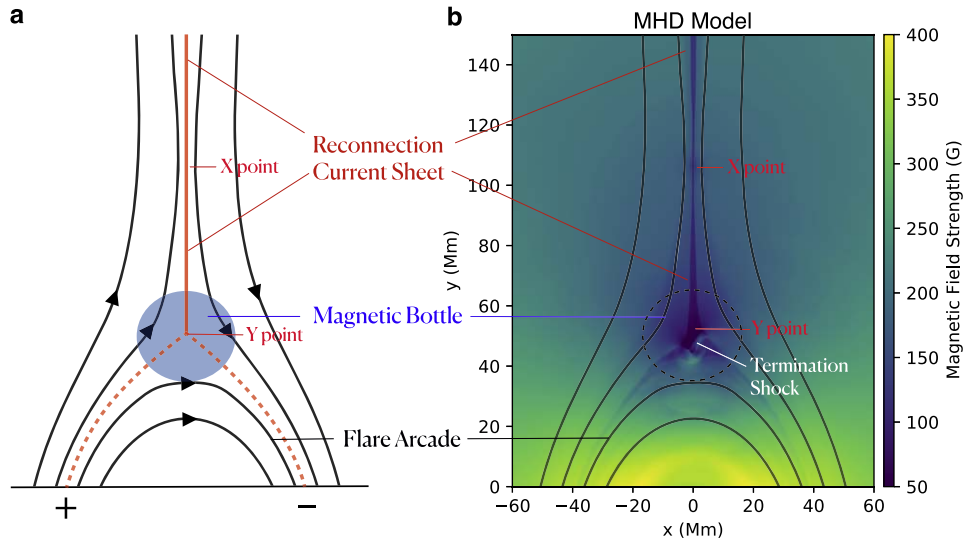 a
X point
Y point
+
−
Reconnection
Current Sheet
Magnetic Bottle
Flare Arcade
b
MHD Model
X point
Y point
Termination
Shock
y (Mm)
140
120
100
80
60
40
20
0
−60
−40
−20
0
20
40
60
x (Mm)
400
350
300
250
200
150
100
50
Magnetic Field Strength (G)